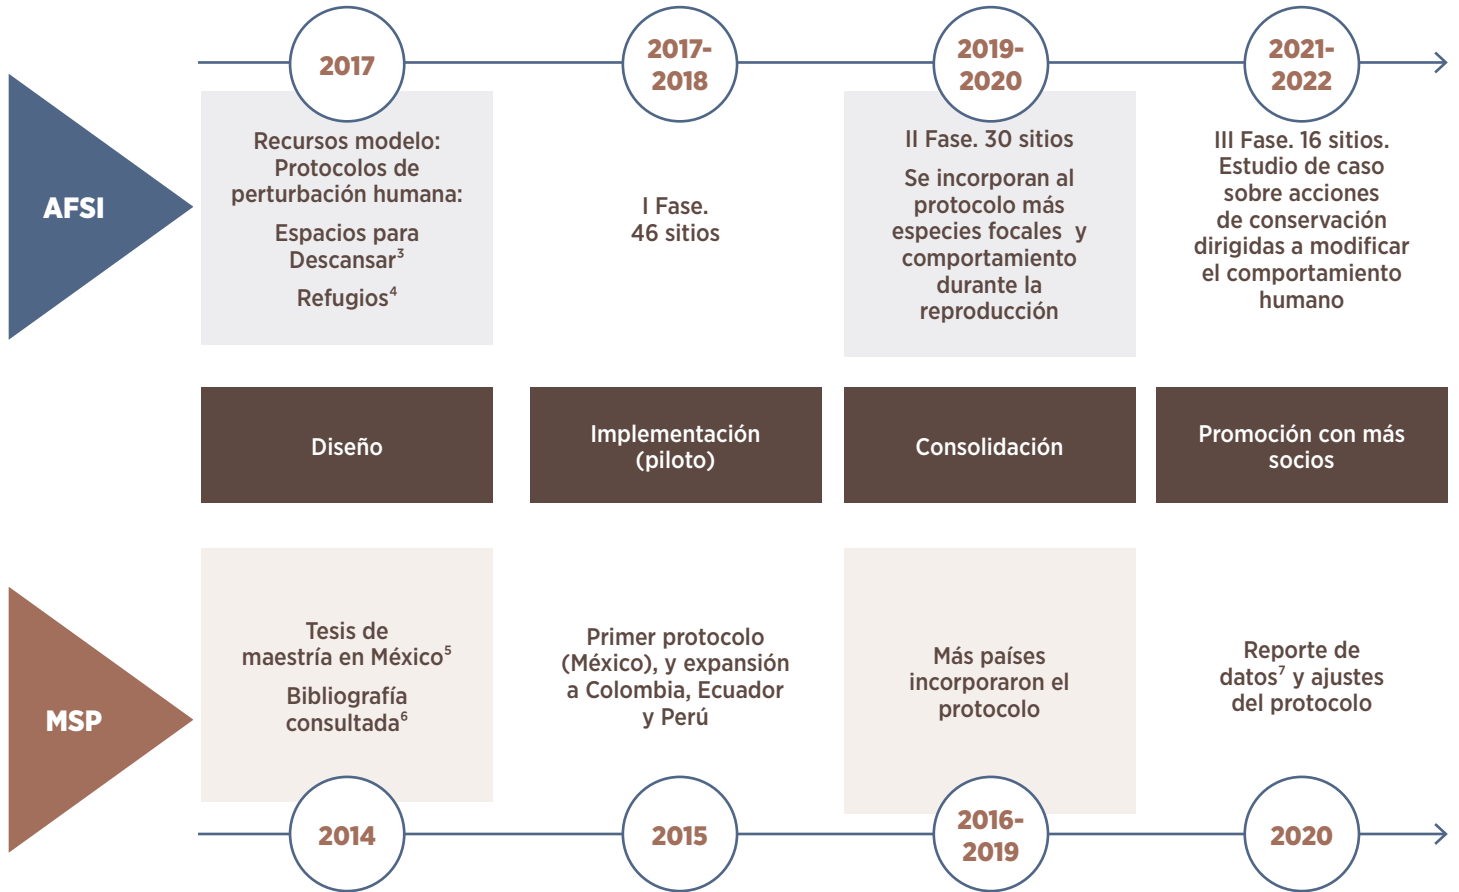 2017
2017-
2018
2019-
2020
2021-
2022
AFSI
Recursos modelo:
Protocolos de
perturbación humana:
Espacios para
Descansar³
Refugios⁴
I Fase.
46 sitios
II Fase. 30 sitios
Se incorporan al
protocolo más
especies focales y
comportamiento
durante la
reproducción
III Fase. 16 sitios.
Estudio de caso
sobre acciones
de conservación
dirigidas a modificar
el comportamiento
humano
Diseño
Implementación
(piloto)
Consolidación
Promoción con más
socios
MSP
Tesis de
maestría en México⁵
Bibliografía
consultada⁶
Primer protocolo
(México), y expansión
a Colombia, Ecuador
y Perú
Más países
incorporaron el
protocolo
Reporte de
datos⁷ y ajustes
del protocolo
2014
2015
2016-
2019
2020